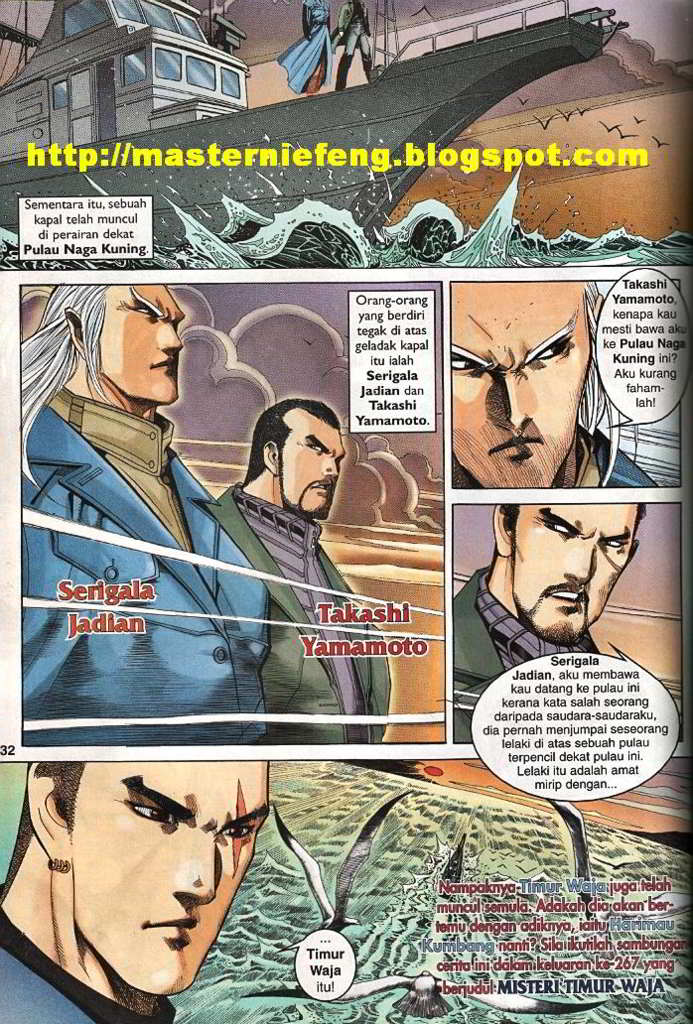 http://masterniefeng.blogspot.com
Sementara itu, sebuah
kapal telah muncul
di perairan dekat
Pulau Naga Kuning.
Orang-orang
yang berdiri
tegak di atas
geladak kapal
itu ialah
Serigala
Jadian dan
Takashi
Yamamoto.
Serigala
Jadian
Takashi
Yamamoto
Takashi
Yamamoto,
kenapa kau
mesti bawa aku
ke Pulau Naga
Kuning ini?
Aku kurang
faham-
lah!
Serigala
Jadian, aku membawa
kau datang ke pulau ini
kerana kata salah seorang
daripada saudara-saudaraku,
dia pernah menjumpai seseorang
lelaki di atas sebuah pulau
terpencil dekat pulau ini.
Lelaki itu adalah amat
mirip dengan...
32
...
Timur
Waja
itu!
Nampaknya Timur Waja juga telah
muncul semula. Adakah dia akan ber-
temu dengan adiknya, iaitu Harimau
Kumbang nanti? Sila ikutilah sambungan
cerita ini dalam keluaran ke-267 yang
berjudul MISTERI TIMUR WAJA